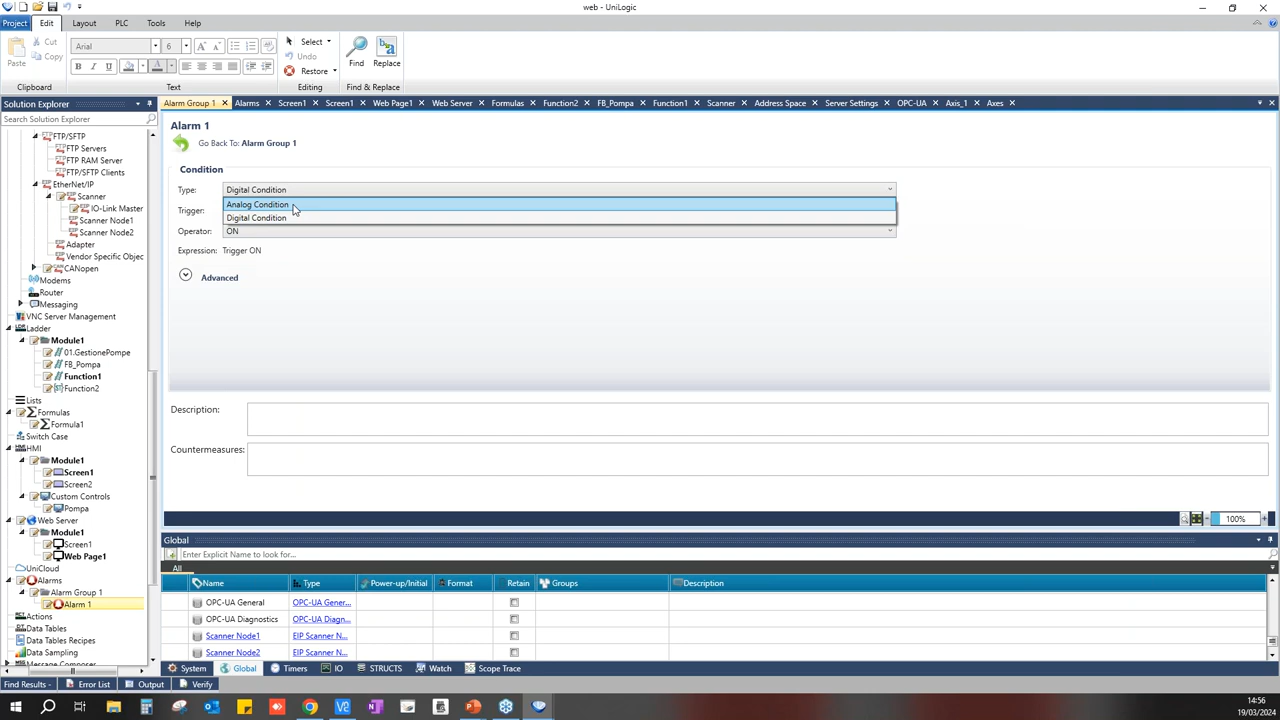 web - UniLogic
Project Edit Layout PLC Tools Help
Paste
Cut
Copy
Clipboard
Arial 6
Text
Select
Undo
Restore
Editing
Find Replace
Find & Replace
Solution Explorer
Search Solution Explorer
FTP/SFTP
FTP Servers
FTP RAM Server
FTP/SFTP Clients
EtherNet/IP
Scanner
IO-Link Master
Scanner Node1
Scanner Node2
Adapter
Vendor Specific Objec
CANopen
Modems
Router
Messaging
VNC Server Management
Ladder
Module1
01.GestionePompe
FB_Pompa
Function1
Function2
Lists
Formulas
Formula1
Switch Case
HMI
Module1
Screen1
Screen2
Custom Controls
Pompa
Web Server
Module1
Screen1
Web Page1
UniCloud
Alarms
Alarm Group 1
Alarm 1
Actions
Data Tables
Data Tables Recipes
Data Sampling
Message Composer
Alarm Group 1 Alarms Screen1 Screen1 Web Page1 Web Server Formulas Function2 FB_Pompa Function1 Scanner Address Space Server Settings OPC-UA Axis_1 Axes
Alarm 1
Go Back To: Alarm Group 1
Condition
Type: Digital Condition
Analog Condition
Digital Condition
Trigger:
Operator: ON
Expression: Trigger ON
Advanced
Description:
Countermeasures:
100%
Global
Enter Explicit Name to look for...
All
Name Type Power-up/Initial Format Retain Groups Description
OPC-UA General OPC-UA Gener...
OPC-UA Diagnostics OPC-UA Diagn...
Scanner Node1 EIP Scanner N...
Scanner Node2 EIP Scanner N...
System Global Timers IO STRUCTS Watch Scope Trace
Find Results - Error List Output Verify
14:56
19/03/2024